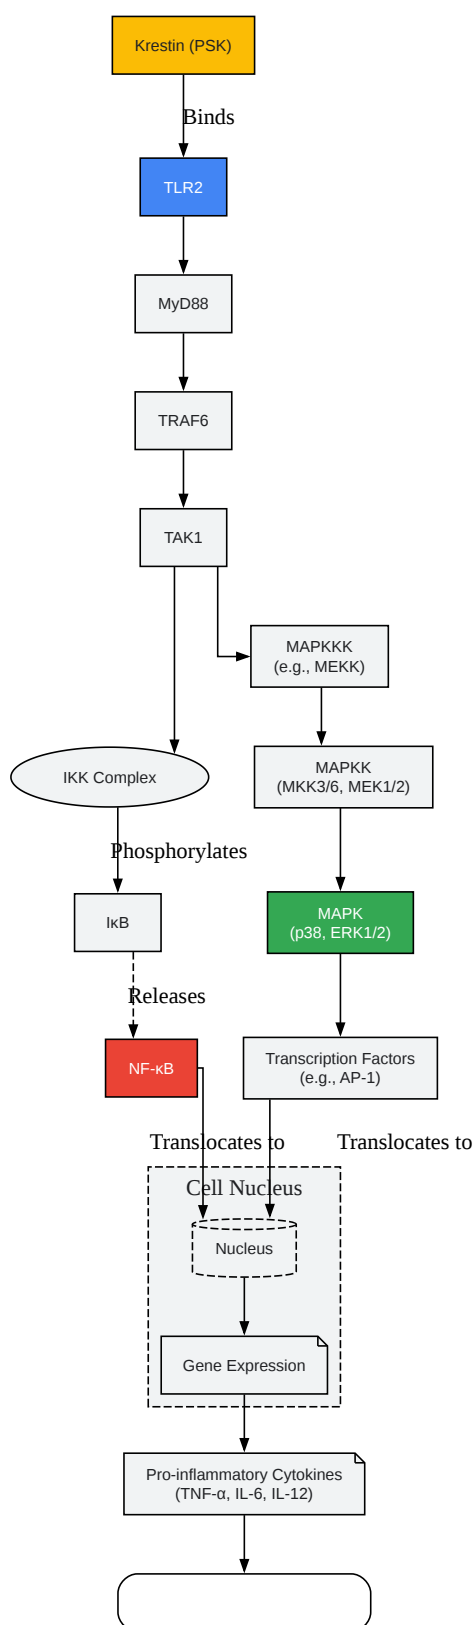 Krestin (PSK)
Binds
TLR2
MyD88
TRAF6
TAK1
MAPKKK
(e.g., MEKK)
MAPKK
(MKK3/6, MEK1/2)
IKK Complex
Phosphorylates
IκB
MAPK
(p38, ERK1/2)
Releases
NF-κB
Transcription Factors
(e.g., AP-1)
Translocates to
Translocates to
Cell Nucleus
Nucleus
Gene Expression
Pro-inflammatory Cytokines
(TNF-α, IL-6, IL-12)